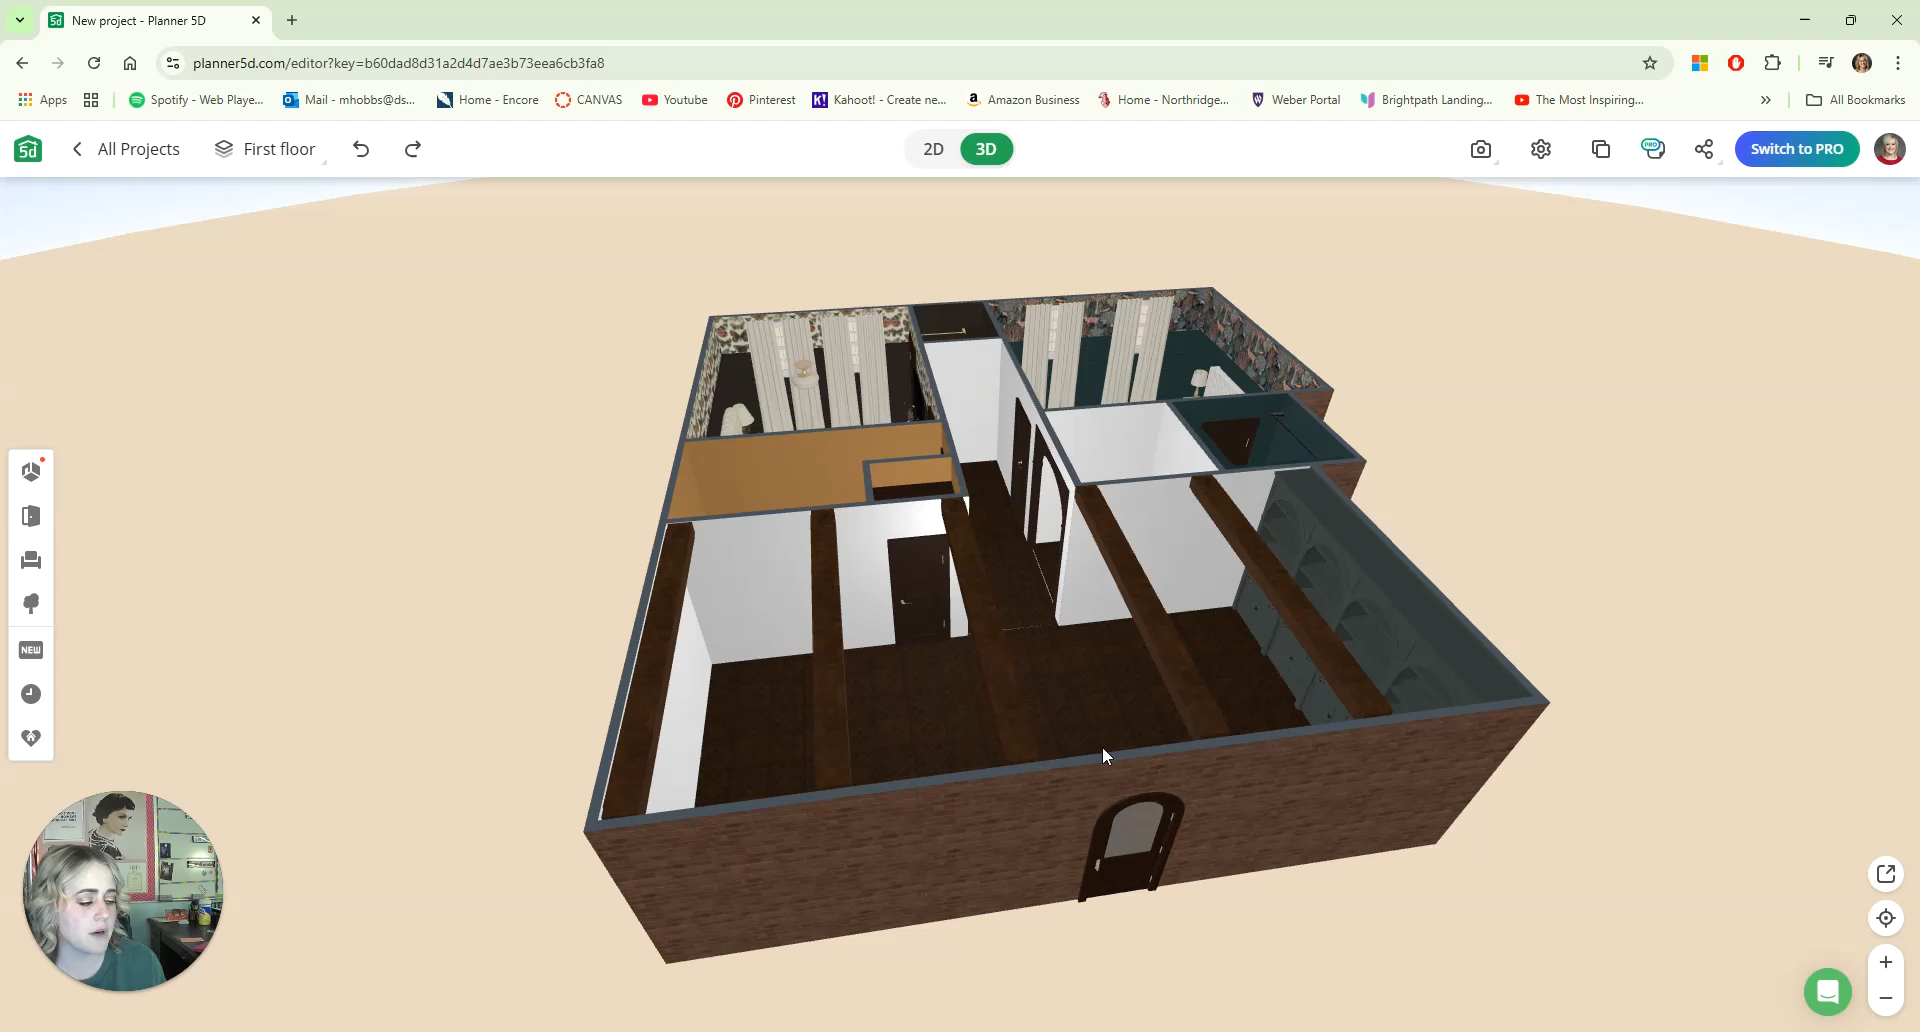 New project - Planner 5D
planner5d.com/editor?key=b60dad8d31a2d4d7ae3b73eea6cb3fa8
Apps
Spotify - Web Playe...
Mail - mhobbs@ds...
Home - Encore
CANVAS
Youtube
Pinterest
Kahoot! - Create ne...
Amazon Business
Home - Northridge...
Weber Portal
Brightpath Landing...
The Most Inspiring...
All Bookmarks
5d
All Projects
First floor
2D
3D
PRO
Switch to PRO
NEW